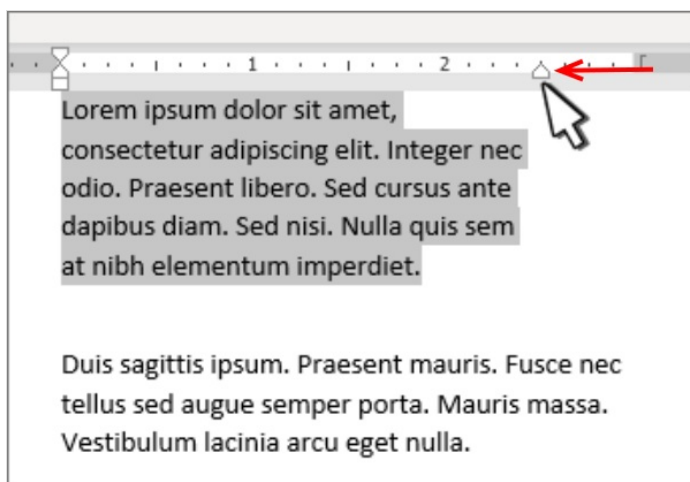 1 2
Lorem ipsum dolor sit amet,
consectetur adipiscing elit. Integer nec
odio. Praesent libero. Sed cursus ante
dapibus diam. Sed nisi. Nulla quis sem
at nibh elementum imperdiet.
Duis sagittis ipsum. Praesent mauris. Fusce nec
tellus sed augue semper porta. Mauris massa.
Vestibulum lacinia arcu eget nulla.